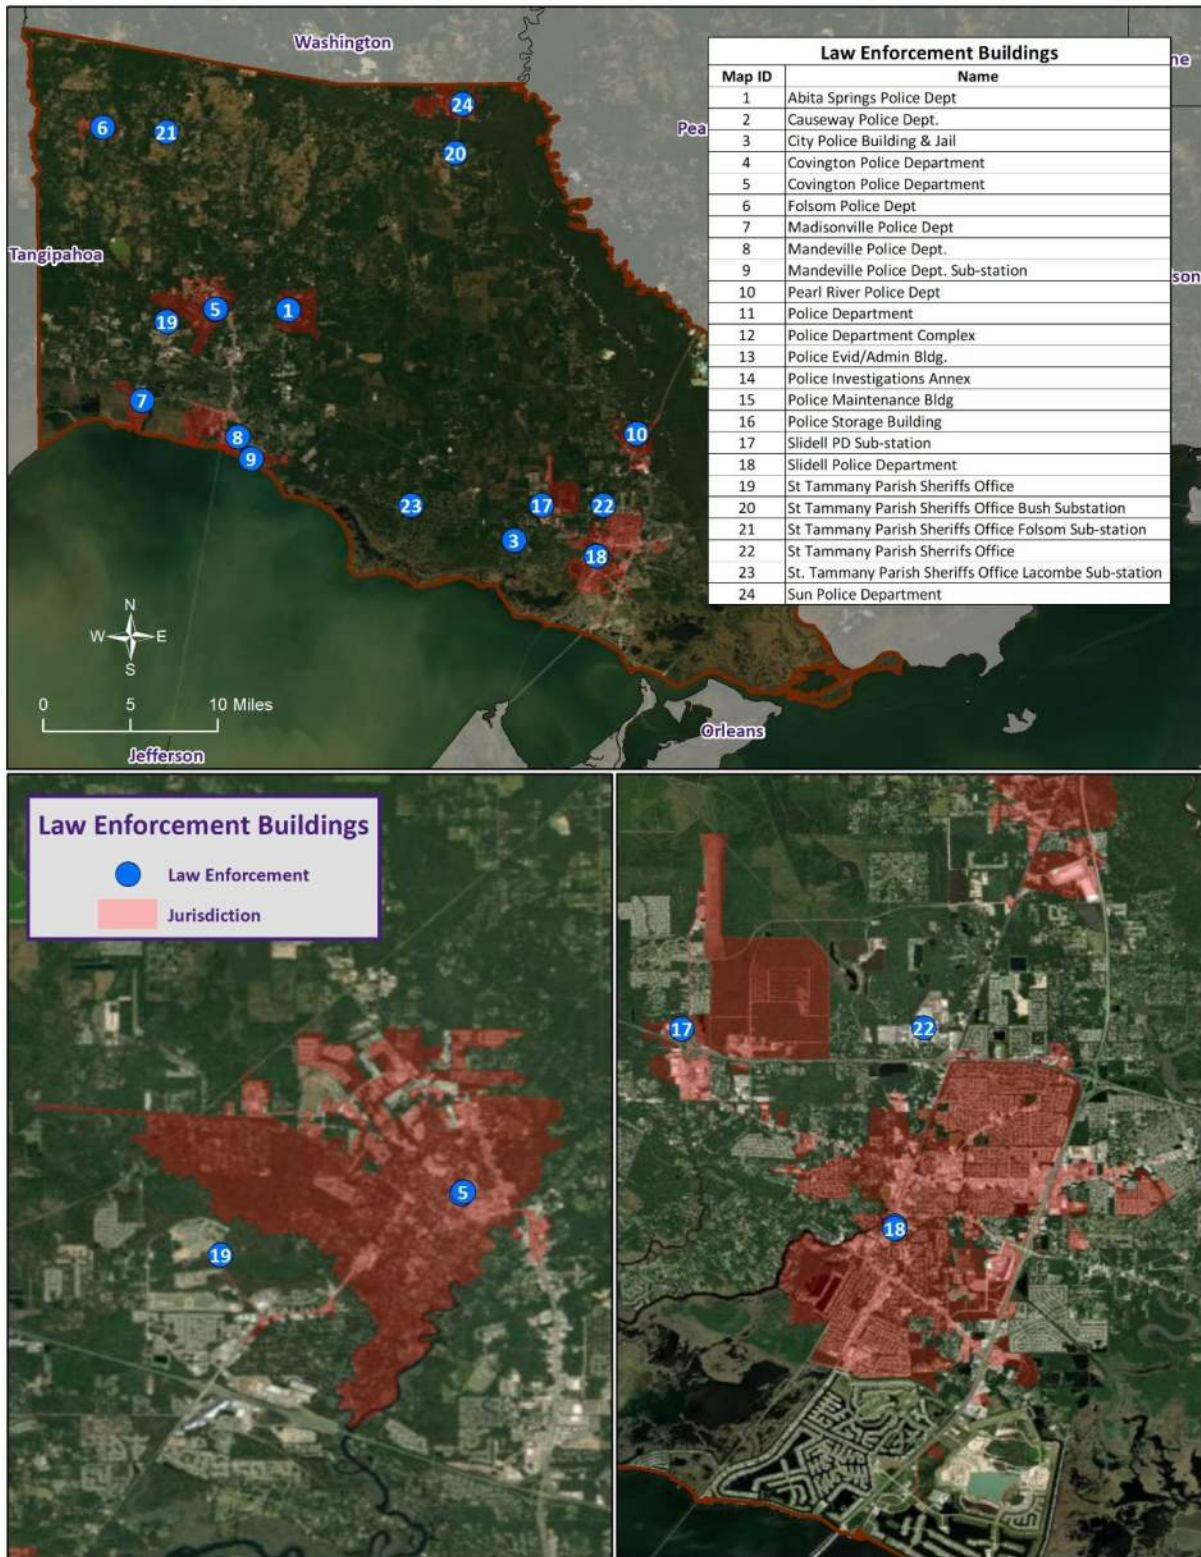 Washington
Tangipahoa
Pea
ne
son
Orleans
Jefferson
24
6
21
20
5
1
19
7
8
9
10
23
17
22
3
18
N
W E
S
0 5 10 Miles
Law Enforcement Buildings
Map ID Name
1 Abita Springs Police Dept
2 Causeway Police Dept.
3 City Police Building & Jail
4 Covington Police Department
5 Covington Police Department
6 Folsom Police Dept
7 Madisonville Police Dept
8 Mandeville Police Dept.
9 Mandeville Police Dept. Sub-station
10 Pearl River Police Dept
11 Police Department
12 Police Department Complex
13 Police Evid/Admin Bldg.
14 Police Investigations Annex
15 Police Maintenance Bldg
16 Police Storage Building
17 Slidell PD Sub-station
18 Slidell Police Department
19 St Tammany Parish Sheriffs Office
20 St Tammany Parish Sheriffs Office Bush Substation
21 St Tammany Parish Sheriffs Office Folsom Sub-station
22 St Tammany Parish Sherrifs Office
23 St. Tammany Parish Sheriffs Office Lacombe Sub-station
24 Sun Police Department
Law Enforcement Buildings
Law Enforcement
Jurisdiction
5
19
17
22
18